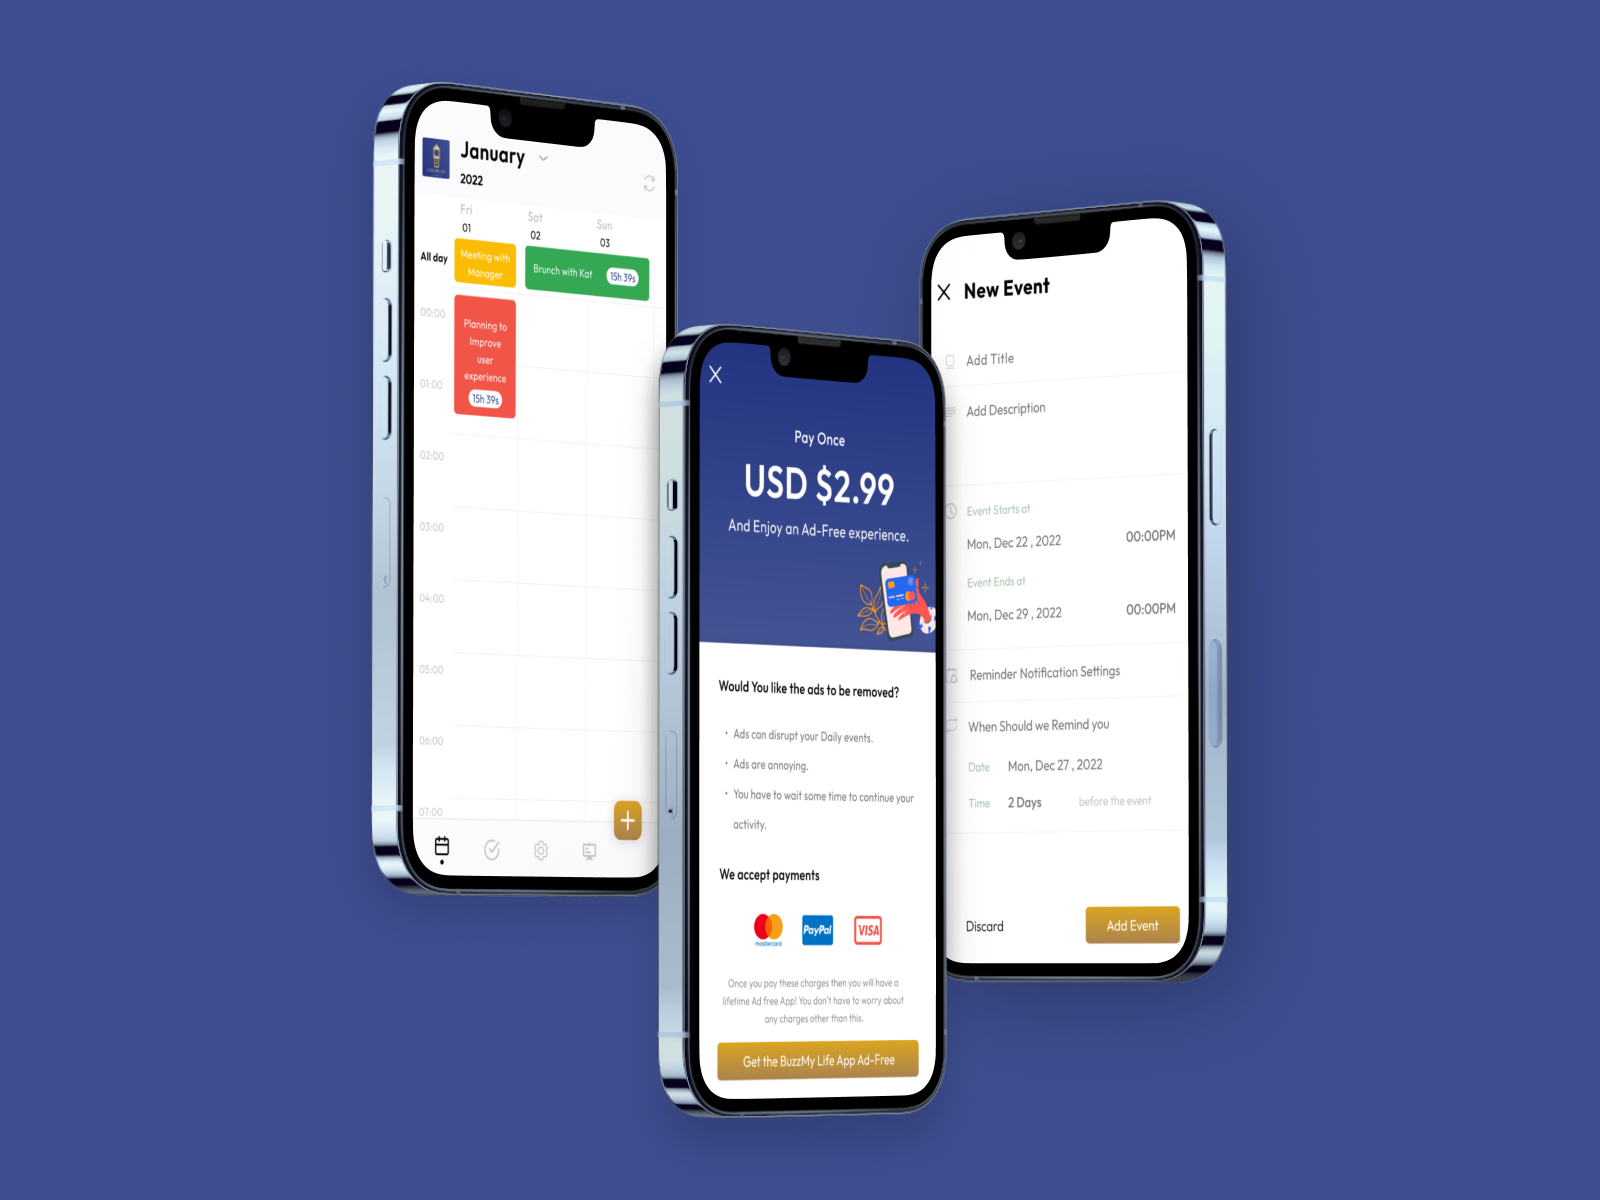 January
2022
Fri
01
Sat
02
Sun
03
All day
Meeting with
Manager
Brunch with Kat
15h 39s
00:00
Planning to
Improve
user
experience
15h 39s
01:00
02:00
03:00
04:00
05:00
06:00
07:00
Pay Once
USD $2.99
And Enjoy an Ad-Free experience.
Would You like the ads to be removed?
• Ads can disrupt your Daily events.
• Ads are annoying.
• You have to wait some time to continue your
activity.
We accept payments
mastercard
PayPal
VISA
Once you pay these charges then you will have a
lifetime Ad free App! You don't have to worry about
any charges other than this.
Get the BuzzMy Life App Ad-Free
New Event
Add Title
Add Description
Event Starts at
Mon, Dec 22 , 2022
00:00PM
Event Ends at
Mon, Dec 29 , 2022
00:00PM
Reminder Notification Settings
When Should we Remind you
Date
Mon, Dec 27 , 2022
Time
2 Days
before the event
Discard
Add Event